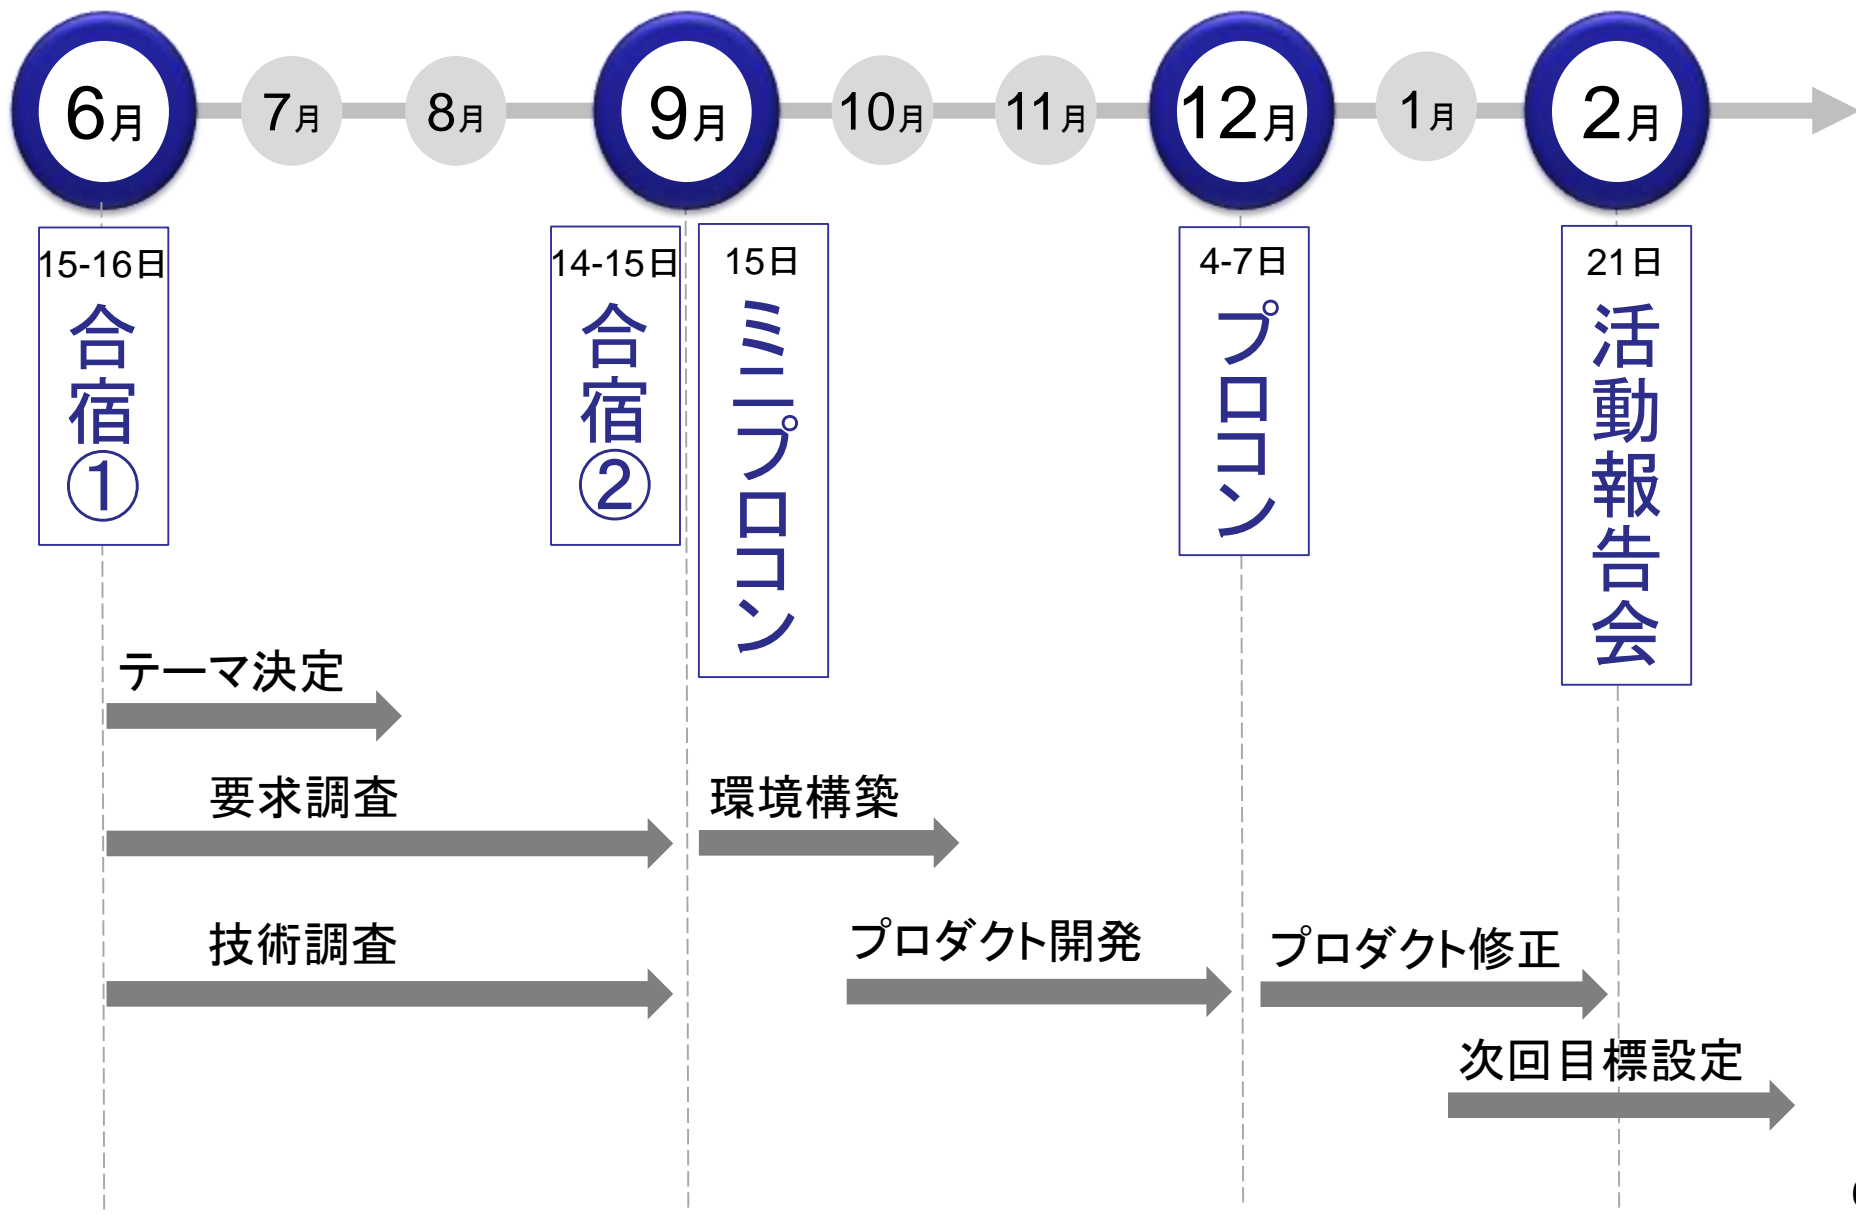 6月
7月
8月
9月
10月
11月
12月
1月
2月
15-16日
合宿①
14-15日
合宿②
15日
ミニプロコン
4-7日
プロコン
21日
活動報告会
テーマ決定
要求調査
環境構築
技術調査
プロダクト開発
プロダクト修正
次回目標設定